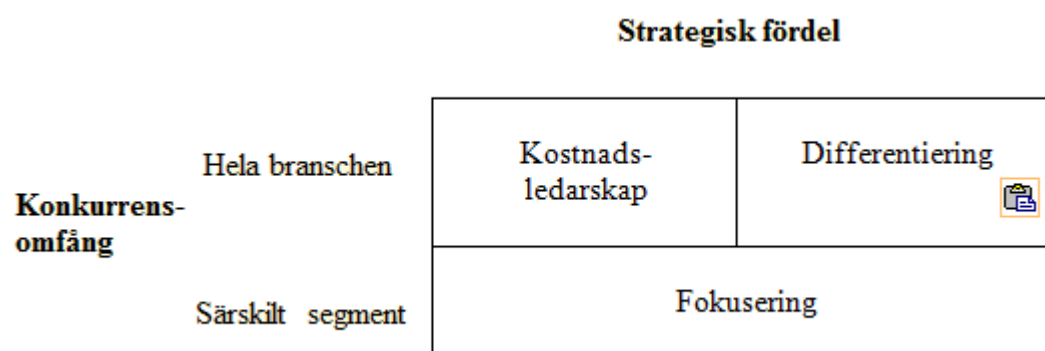 Strategisk fördel
Hela branschen
Kostnads-
ledarskap
Differentiering
Konkurrens-
omfång
Särskilt segment
Fokusering